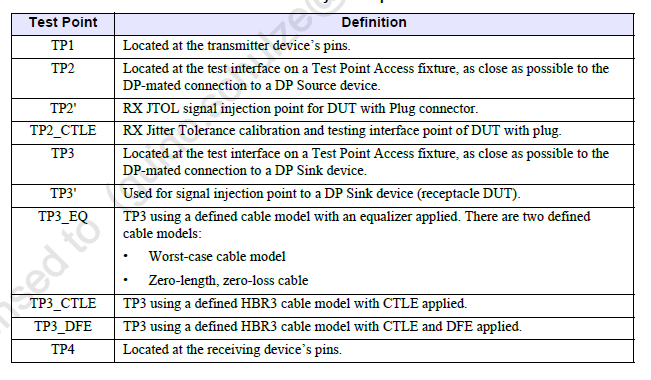 Test Point Definition
TP1 Located at the transmitter device's pins.
TP2 Located at the test interface on a Test Point Access fixture, as close as possible to the
DP-mated connection to a DP Source device.
TP2' RX JTOL signal injection point for DUT with Plug connector.
TP2_CTLE RX Jitter Tolerance calibration and testing interface point of DUT with plug.
TP3 Located at the test interface on a Test Point Access fixture, as close as possible to the
DP-mated connection to a DP Sink device.
TP3' Used for signal injection point to a DP Sink device (receptacle DUT).
TP3_EQ TP3 using a defined cable model with an equalizer applied. There are two defined
cable models:
• Worst-case cable model
• Zero-length, zero-loss cable
TP3_CTLE TP3 using a defined HBR3 cable model with CTLE applied.
TP3_DFE TP3 using a defined HBR3 cable model with CTLE and DFE applied.
TP4 Located at the receiving device's pins.